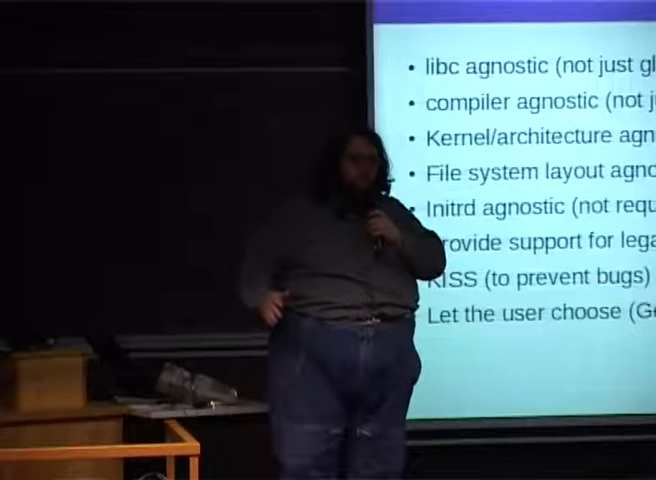 • libc agnostic (not just gl
• compiler agnostic (not j
• Kernel/architecture agn
• File system layout agno
• Initrd agnostic (not requ
rovide support for lega
KISS (to prevent bugs)
Let the user choose (Ge